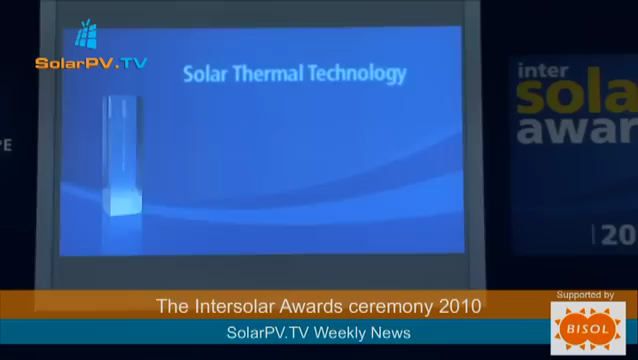 SolarPV.TV
Solar Thermal Technology
inter
sola
awar
20
PE
The Intersolar Awards ceremony 2010
SolarPV.TV Weekly News
Supported by
BISOL